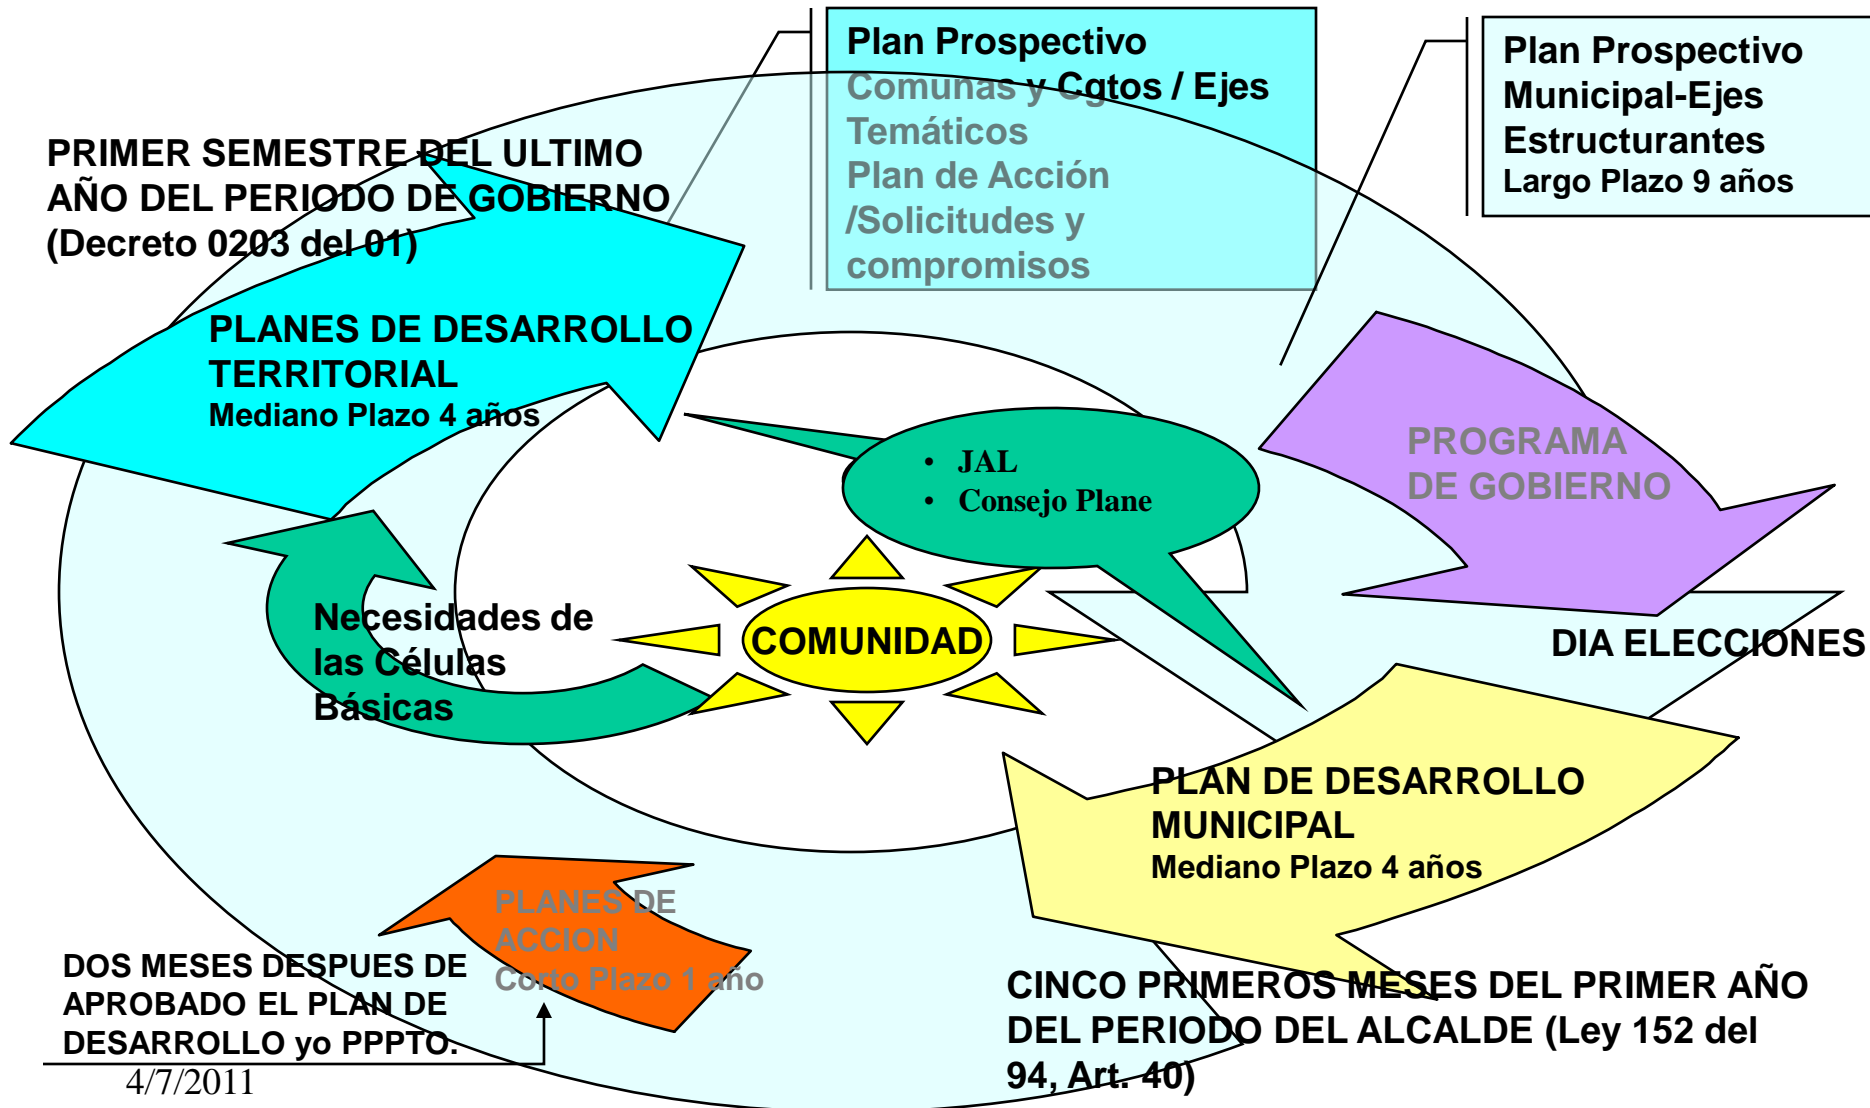 Plan Prospectivo
Comunas y Cgtos / Ejes
Temáticos
Plan de Acción
/Solicitudes y
compromisos
Plan Prospectivo
Municipal-Ejes
Estructurantes
Largo Plazo 9 años
PRIMER SEMESTRE DEL ULTIMO
AÑO DEL PERIODO DE GOBIERNO
(Decreto 0203 del 01)
PLANES DE DESARROLLO
TERRITORIAL
Mediano Plazo 4 años
• JAL
• Consejo Plane
PROGRAMA
DE GOBIERNO
Necesidades de
las Células
Básicas
COMUNIDAD
DIA ELECCIONES
PLAN DE DESARROLLO
MUNICIPAL
Mediano Plazo 4 años
PLANES DE
ACCION
Corto Plazo 1 año
DOS MESES DESPUES DE
APROBADO EL PLAN DE
DESARROLLO yo PPPTO.
CINCO PRIMEROS MESES DEL PRIMER AÑO
DEL PERIODO DEL ALCALDE (Ley 152 del
94, Art. 40)
4/7/2011